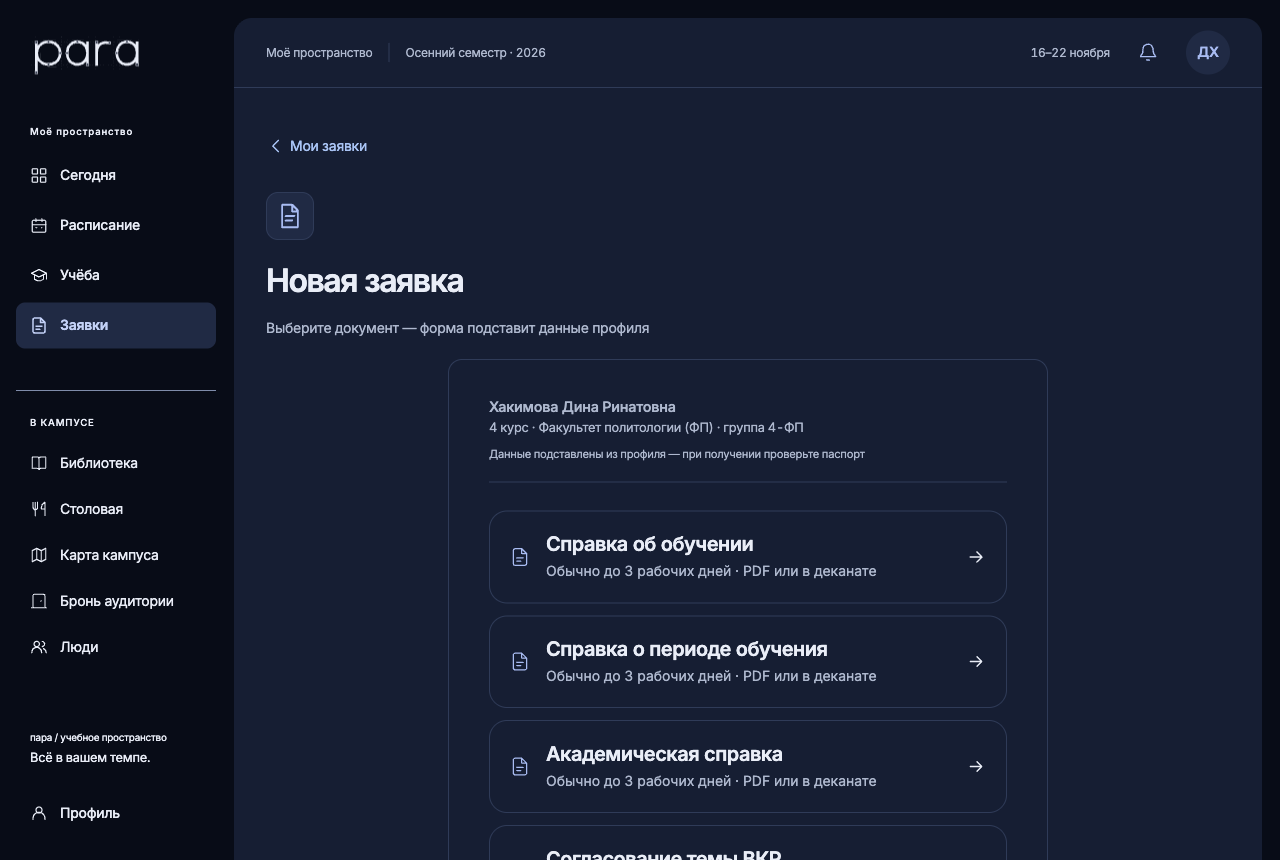 para
Моё пространство
Осенний семестр · 2026
16–22 ноября
ДХ
Моё пространство
Сегодня
Расписание
Учёба
Заявки
В КАМПУСЕ
Библиотека
Столовая
Карта кампуса
Бронь аудитории
Люди
пара / учебное пространство
Всё в вашем темпе.
Профиль
Мои заявки
Новая заявка
Выберите документ — форма подставит данные профиля
Хакимова Дина Ринатовна
4 курс · Факультет политологии (ФП) · группа 4-ФП
Данные подставлены из профиля — при получении проверьте паспорт
Справка об обучении
Обычно до 3 рабочих дней · PDF или в деканате
Справка о периоде обучения
Обычно до 3 рабочих дней · PDF или в деканате
Академическая справка
Обычно до 3 рабочих дней · PDF или в деканате
Согласование темы ВКР